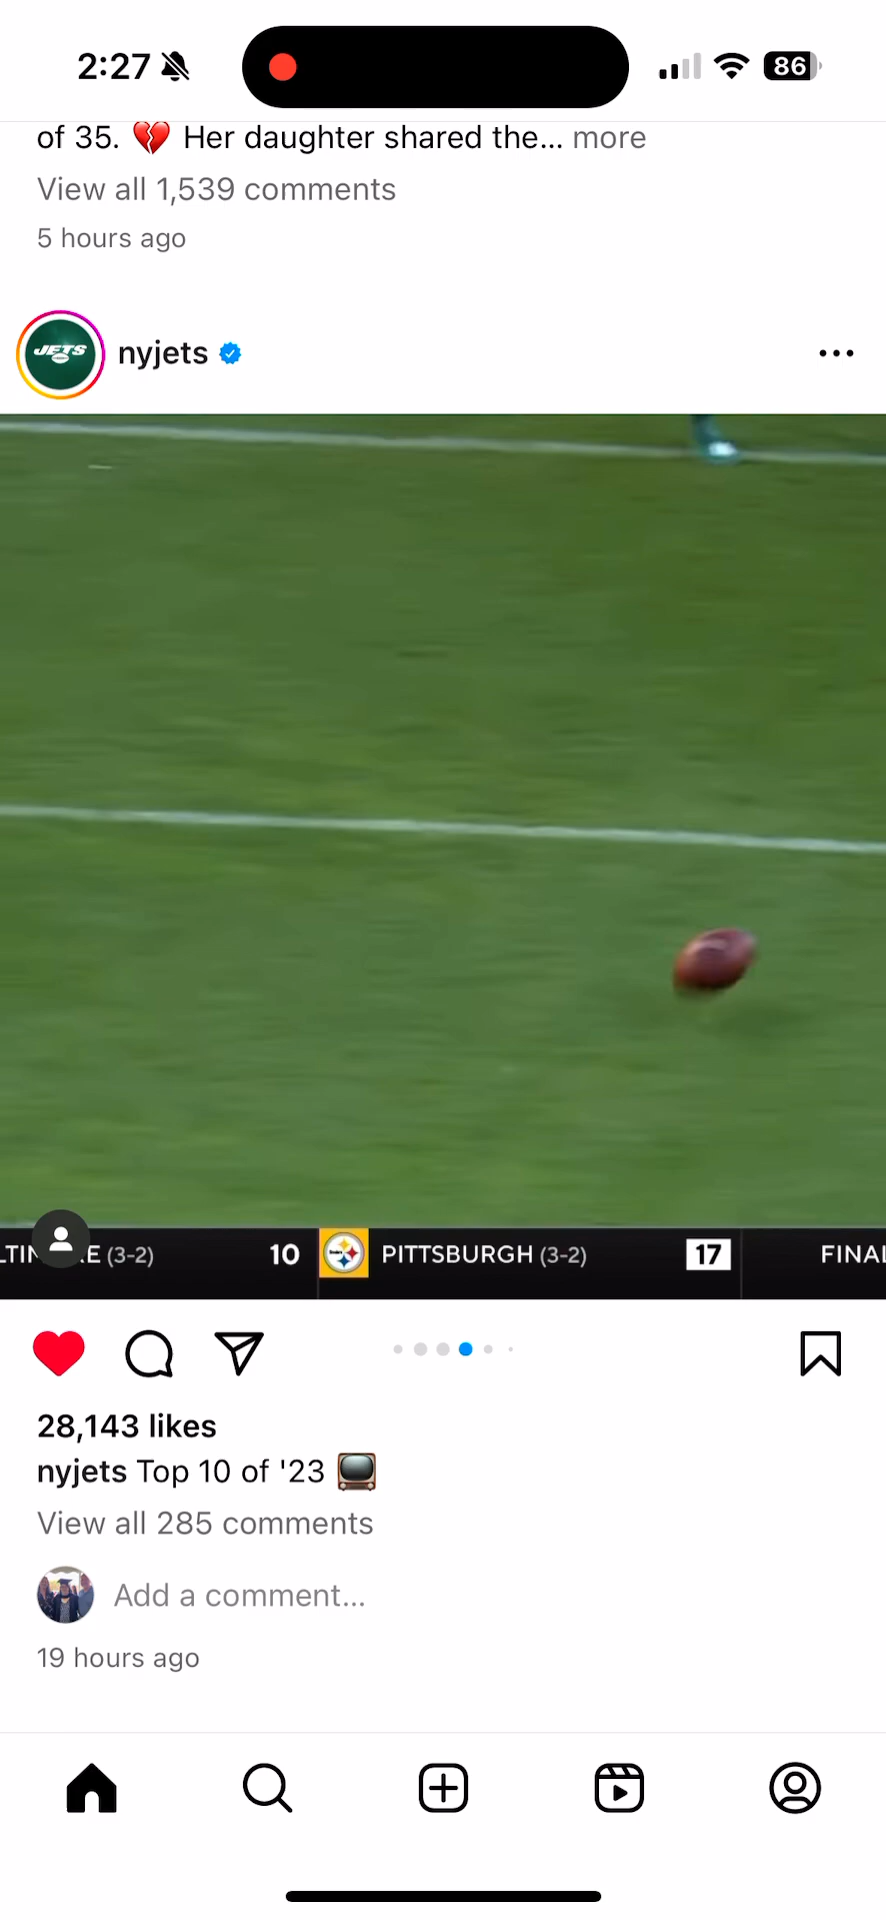 2:27 86
of 35. 💔 Her daughter shared the... more
View all 1,539 comments
5 hours ago
JETS
nyjets
(3-2) 10 PITTSBURGH (3-2) 17
28,143 likes
nyjets Top 10 of '23 📺
View all 285 comments
Add a comment...
19 hours ago